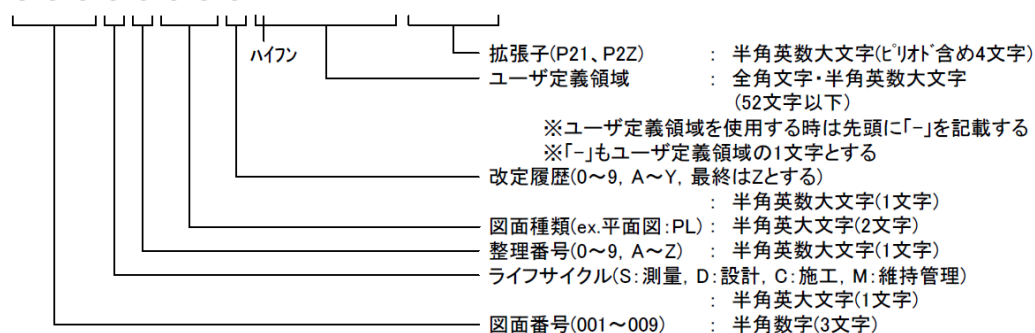 ハイフン
拡張子(P21、P2Z) : 半角英数大文字(ピリオド含め4文字)
ユーザ定義領域 : 全角文字・半角英数大文字
(52文字以下)
※ユーザ定義領域を使用する時は先頭に「-」を記載する
※「-」もユーザ定義領域の1文字とする
改定履歴(0～9, A～Y, 最終はZとする)
: 半角英数大文字(1文字)
図面種類(ex.平面図:PL) : 半角英大文字(2文字)
整理番号(0～9, A～Z) : 半角英数大文字(1文字)
ライフサイクル(S:測量, D:設計, C:施工, M:維持管理)
: 半角英大文字(1文字)
図面番号(001～009) : 半角数字(3文字)